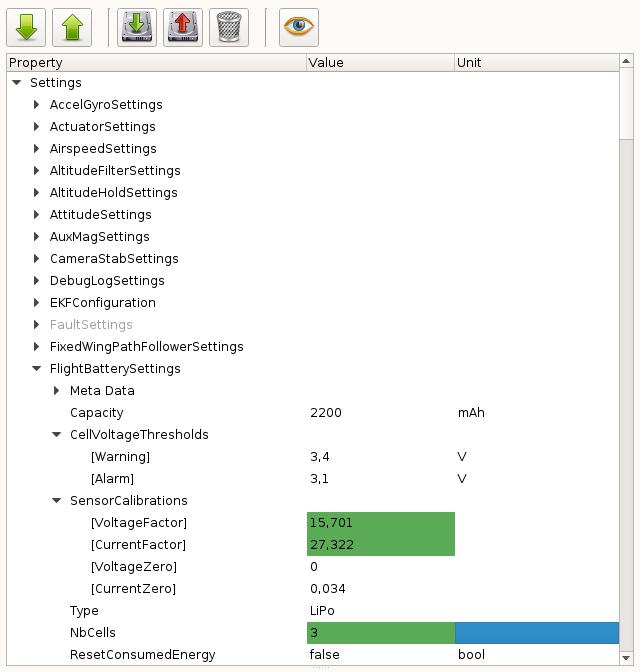 Property Value Unit
Settings
AccelGyroSettings
ActuatorSettings
AirspeedSettings
AltitudeFilterSettings
AltitudeHoldSettings
AttitudeSettings
AuxMagSettings
CameraStabSettings
DebugLogSettings
EKFConfiguration
FaultSettings
FixedWingPathFollowerSettings
FlightBatterySettings
Meta Data
Capacity 2200 mAh
CellVoltageThresholds
[Warning] 3,4 V
[Alarm] 3,1 V
SensorCalibrations
[VoltageFactor] 15,701
[CurrentFactor] 27,322
[VoltageZero] 0
[CurrentZero] 0,034
Type LiPo
NbCells 3
ResetConsumedEnergy false bool